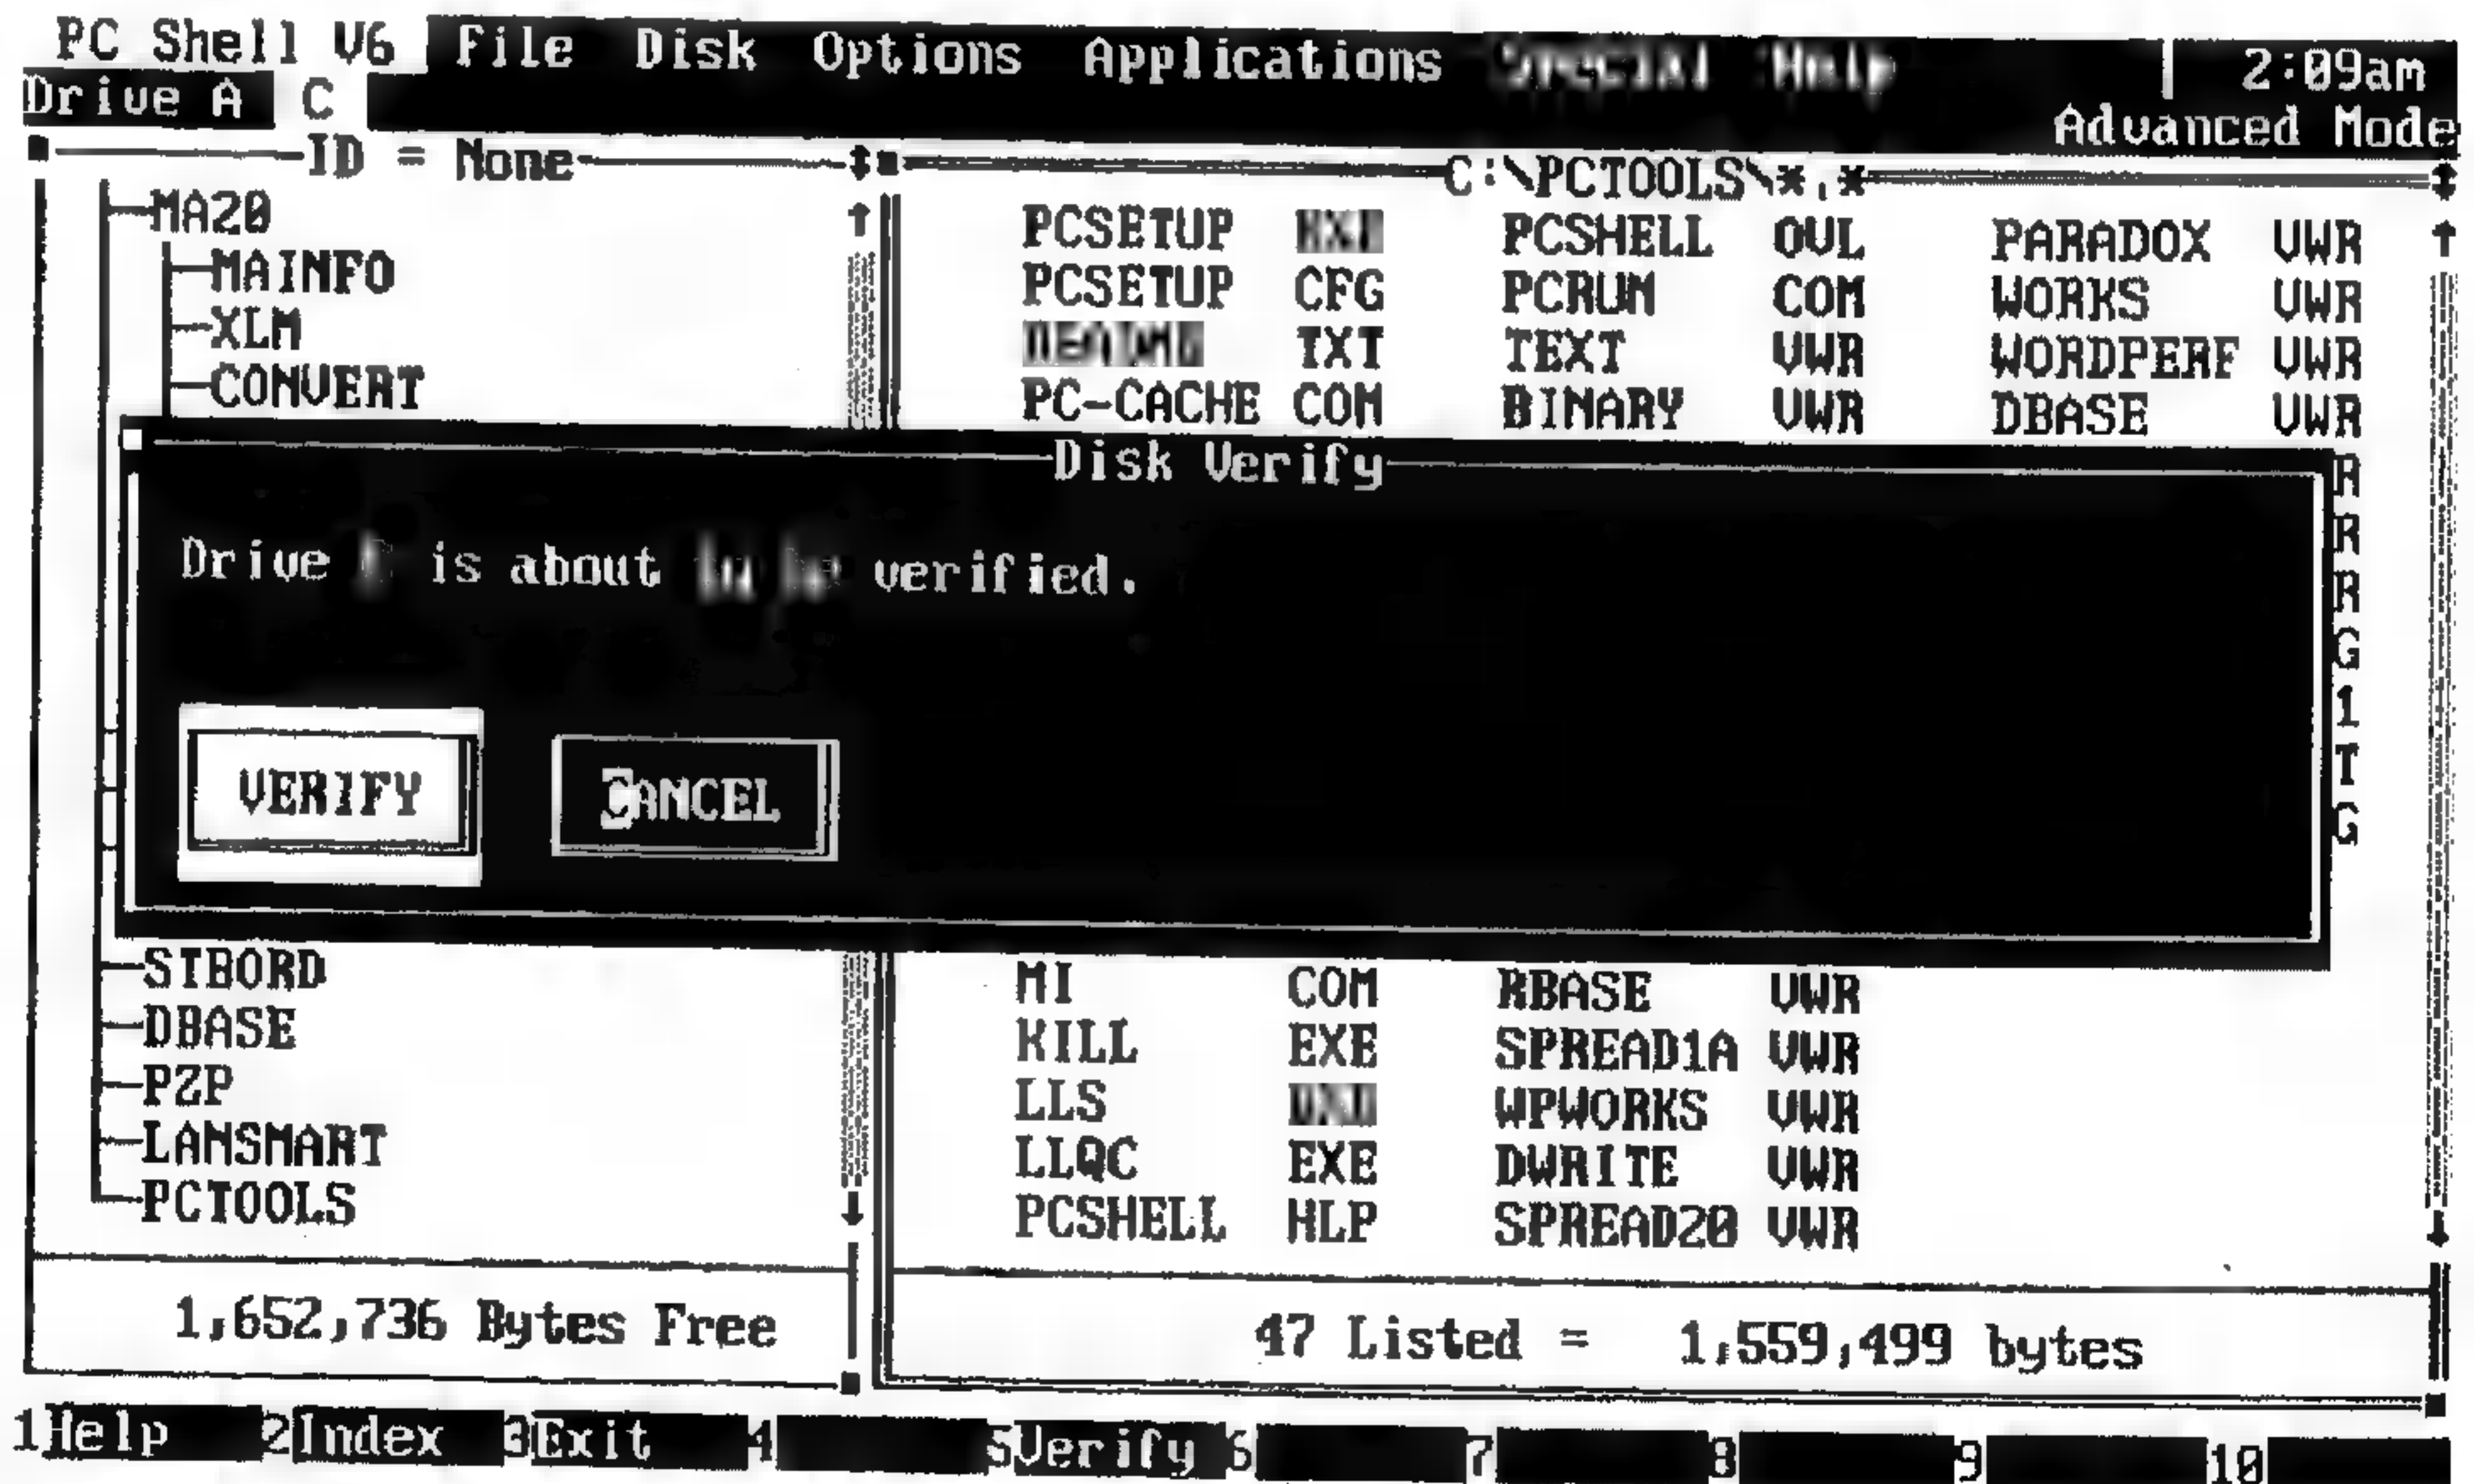 PC Shell V6 File Disk Options Applications 2:09am
Drive A C Advanced Mode
ID = None
C:\PCTOOLS\*.*
MA20 PCSETUP PCSHELL OVL PARADOX VWR
MAINFO PCSETUP CFG PCRUN COM WORKS VWR
XLM TXT TEXT VWR WORDPERF VWR
CONVERT PC-CACHE COM BINARY VWR DBASE VWR
Disk Verify
R
R
Drive is about verified.
R
G
1
T
VERIFY CANCEL
G
STBORD MI COM RBASE VWR
DBASE KILL EXE SPREAD1A VWR
PZP LLS WPWORKS VWR
LANSMART LLQC EXE DWRITE VWR
PCTOOLS PCSHELL HLP SPREAD20 VWR
1,652,736 Bytes Free 47 Listed = 1,559,499 bytes
1Help 2Index 3Exit 4 5Verify 6 7 8 9 10